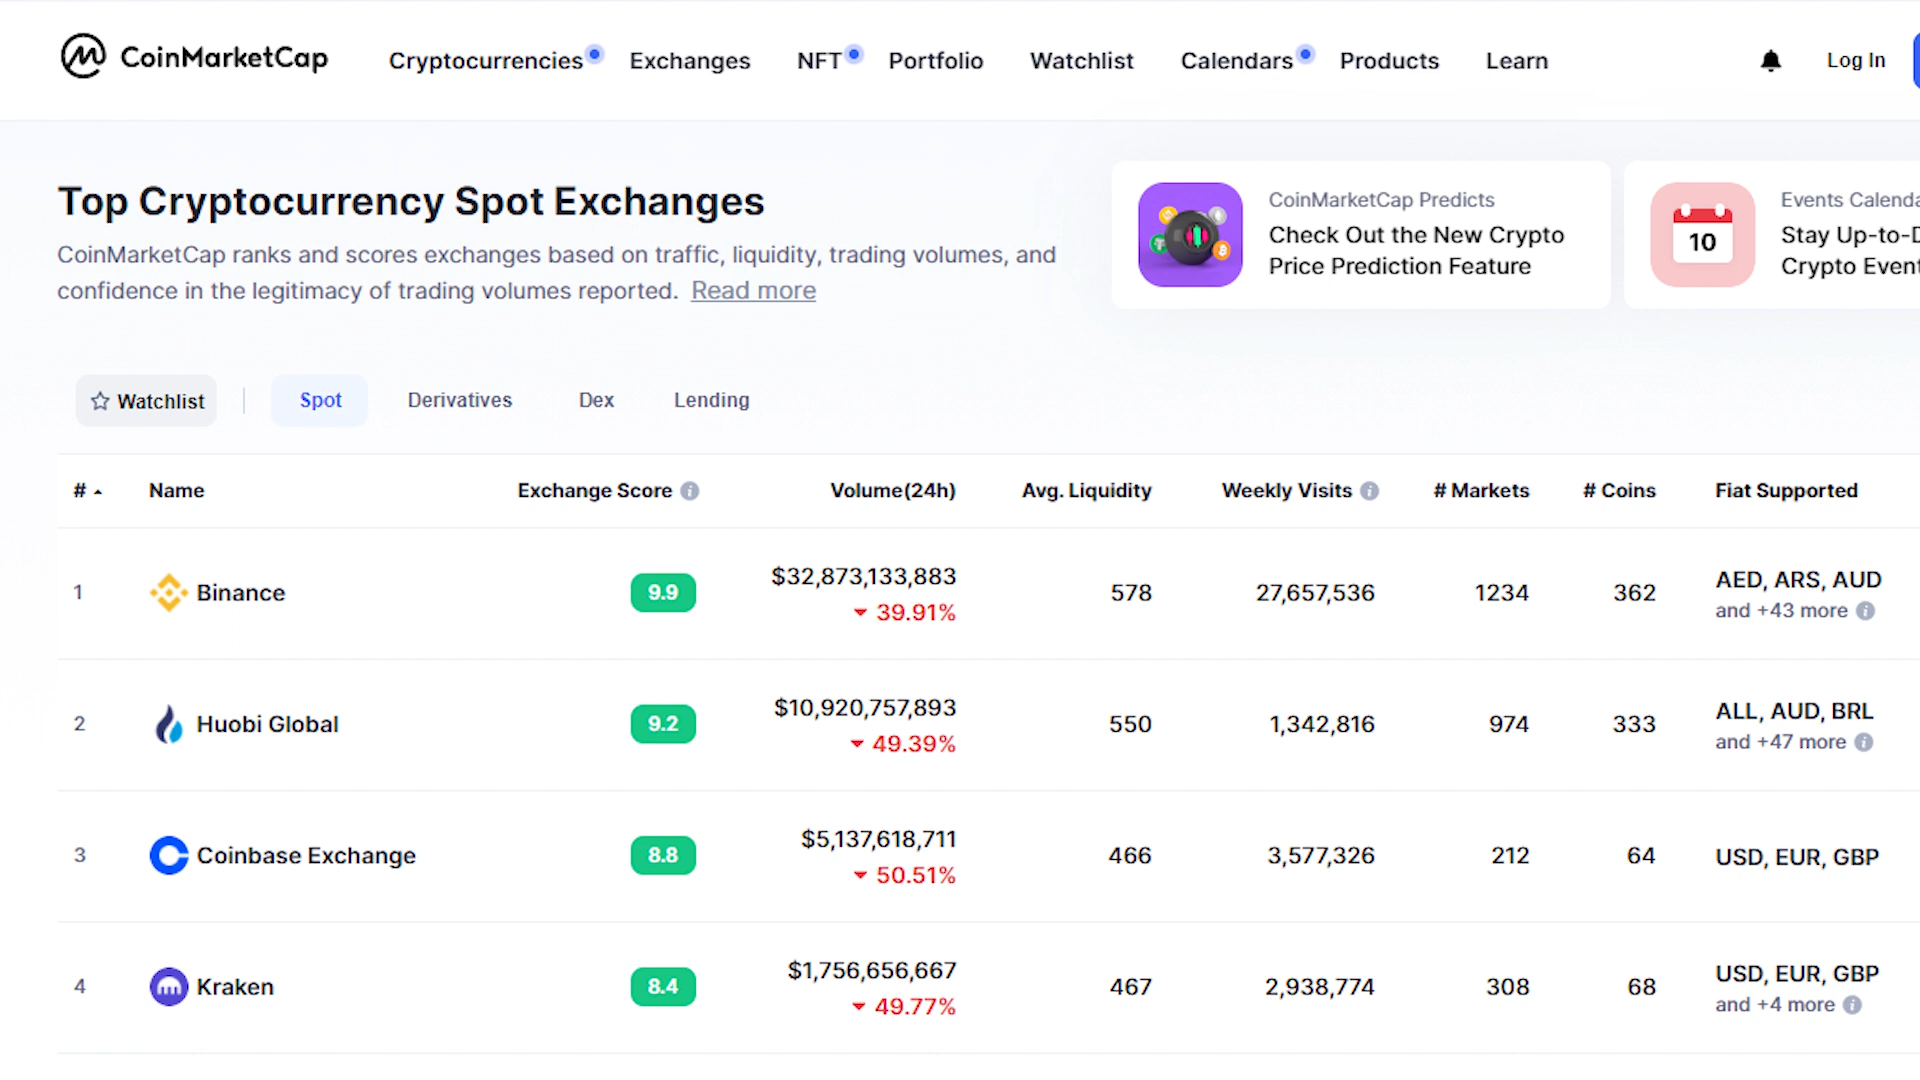 CoinMarketCap
Cryptocurrencies Exchanges NFT Portfolio Watchlist Calendars Products Learn Log In
Top Cryptocurrency Spot Exchanges
CoinMarketCap ranks and scores exchanges based on traffic, liquidity, trading volumes, and
confidence in the legitimacy of trading volumes reported. Read more
CoinMarketCap Predicts
Check Out the New Crypto
Price Prediction Feature
10
Events Calenda
Stay Up-to-D
Crypto Event
Watchlist Spot Derivatives Dex Lending
# Name Exchange Score Volume(24h) Avg. Liquidity Weekly Visits # Markets # Coins Fiat Supported
1 Binance 9.9 $32,873,133,883 578 27,657,536 1234 362 AED, ARS, AUD
39.91% and +43 more
2 Huobi Global 9.2 $10,920,757,893 550 1,342,816 974 333 ALL, AUD, BRL
49.39% and +47 more
3 Coinbase Exchange 8.8 $5,137,618,711 466 3,577,326 212 64 USD, EUR, GBP
50.51%
4 Kraken 8.4 $1,756,656,667 467 2,938,774 308 68 USD, EUR, GBP
49.77% and +4 more